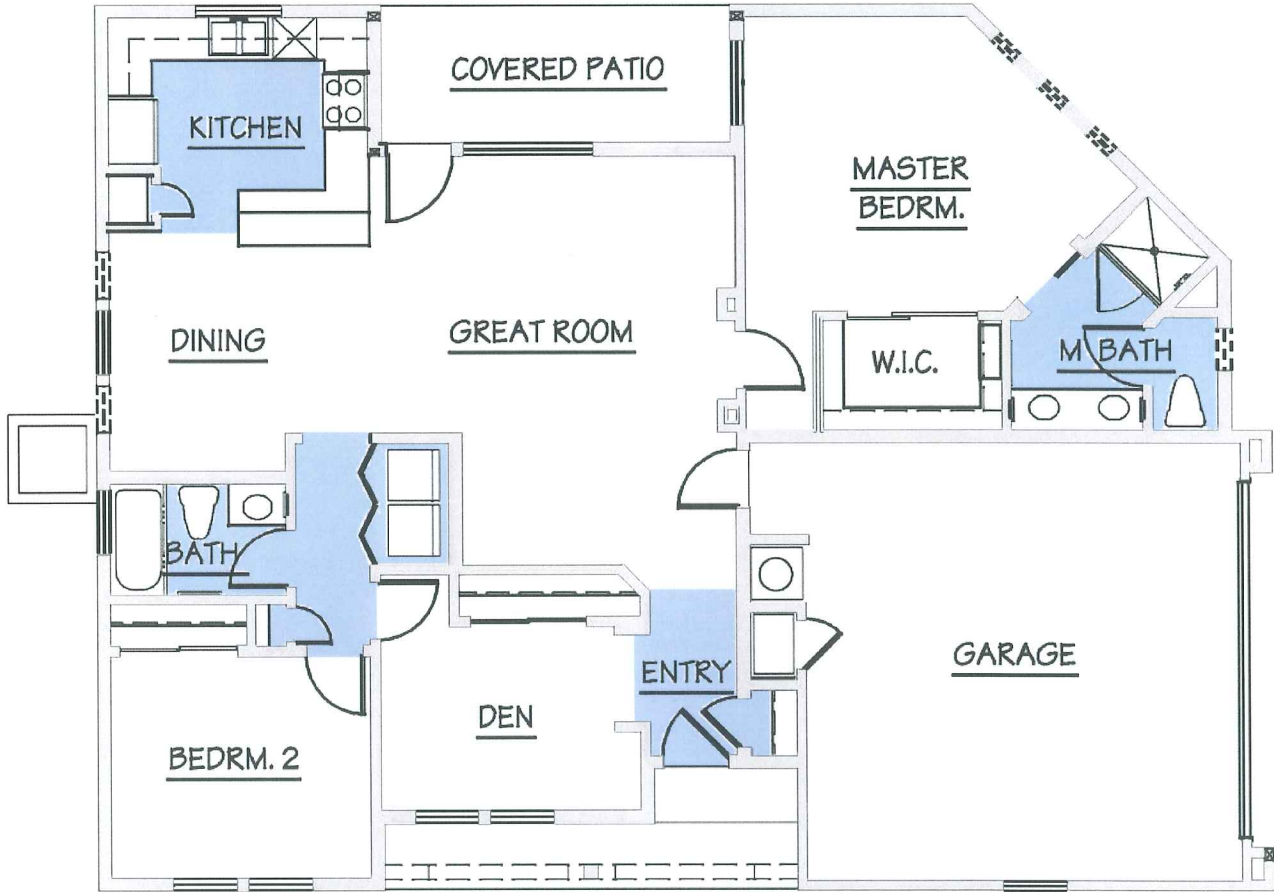 COVERED PATIO
KITCHEN
MASTER
BEDRM.
DINING
GREAT ROOM
W.I.C.
M BATH
BATH
ENTRY
GARAGE
DEN
BEDRM. 2